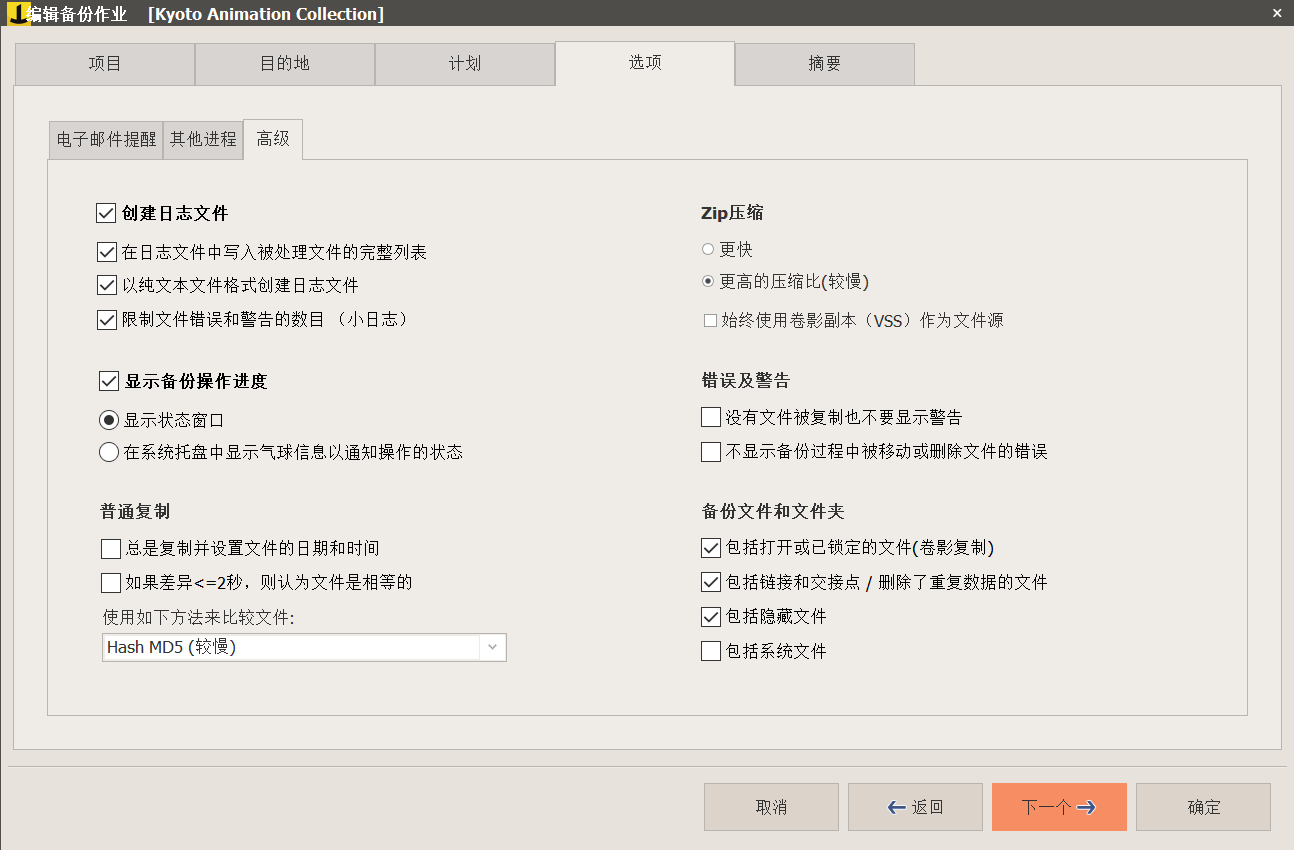 编辑备份作业 [Kyoto Animation Collection]
项目 目的地 计划 选项 摘要
电子邮件提醒 其他进程 高级
创建日志文件
在日志文件中写入被处理文件的完整列表
以纯文本文件格式创建日志文件
限制文件错误和警告的数目 （小日志）
显示备份操作进度
显示状态窗口
在系统托盘中显示气球信息以通知操作的状态
普通复制
总是复制并设置文件的日期和时间
如果差异<=2秒，则认为文件是相等的
使用如下方法来比较文件:
Hash MD5 (较慢)
Zip压缩
更快
更高的压缩比(较慢)
始终使用卷影副本（VSS）作为文件源
错误及警告
没有文件被复制也不要显示警告
不显示备份过程中被移动或删除文件的错误
备份文件和文件夹
包括打开或已锁定的文件(卷影复制)
包括链接和交接点 / 删除了重复数据的文件
包括隐藏文件
包括系统文件
取消 返回 下一个 确定